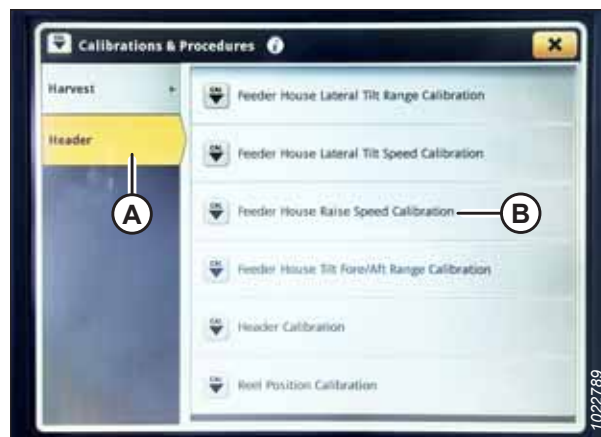 Calibrations & Procedures
Harvest
Header
Feeder House Lateral Tilt Range Calibration
Feeder House Lateral Tilt Speed Calibration
Feeder House Raise Speed Calibration
Feeder House Tilt Fore/Aft Range Calibration
Header Calibration
Reel Position Calibration
A
B
1022789